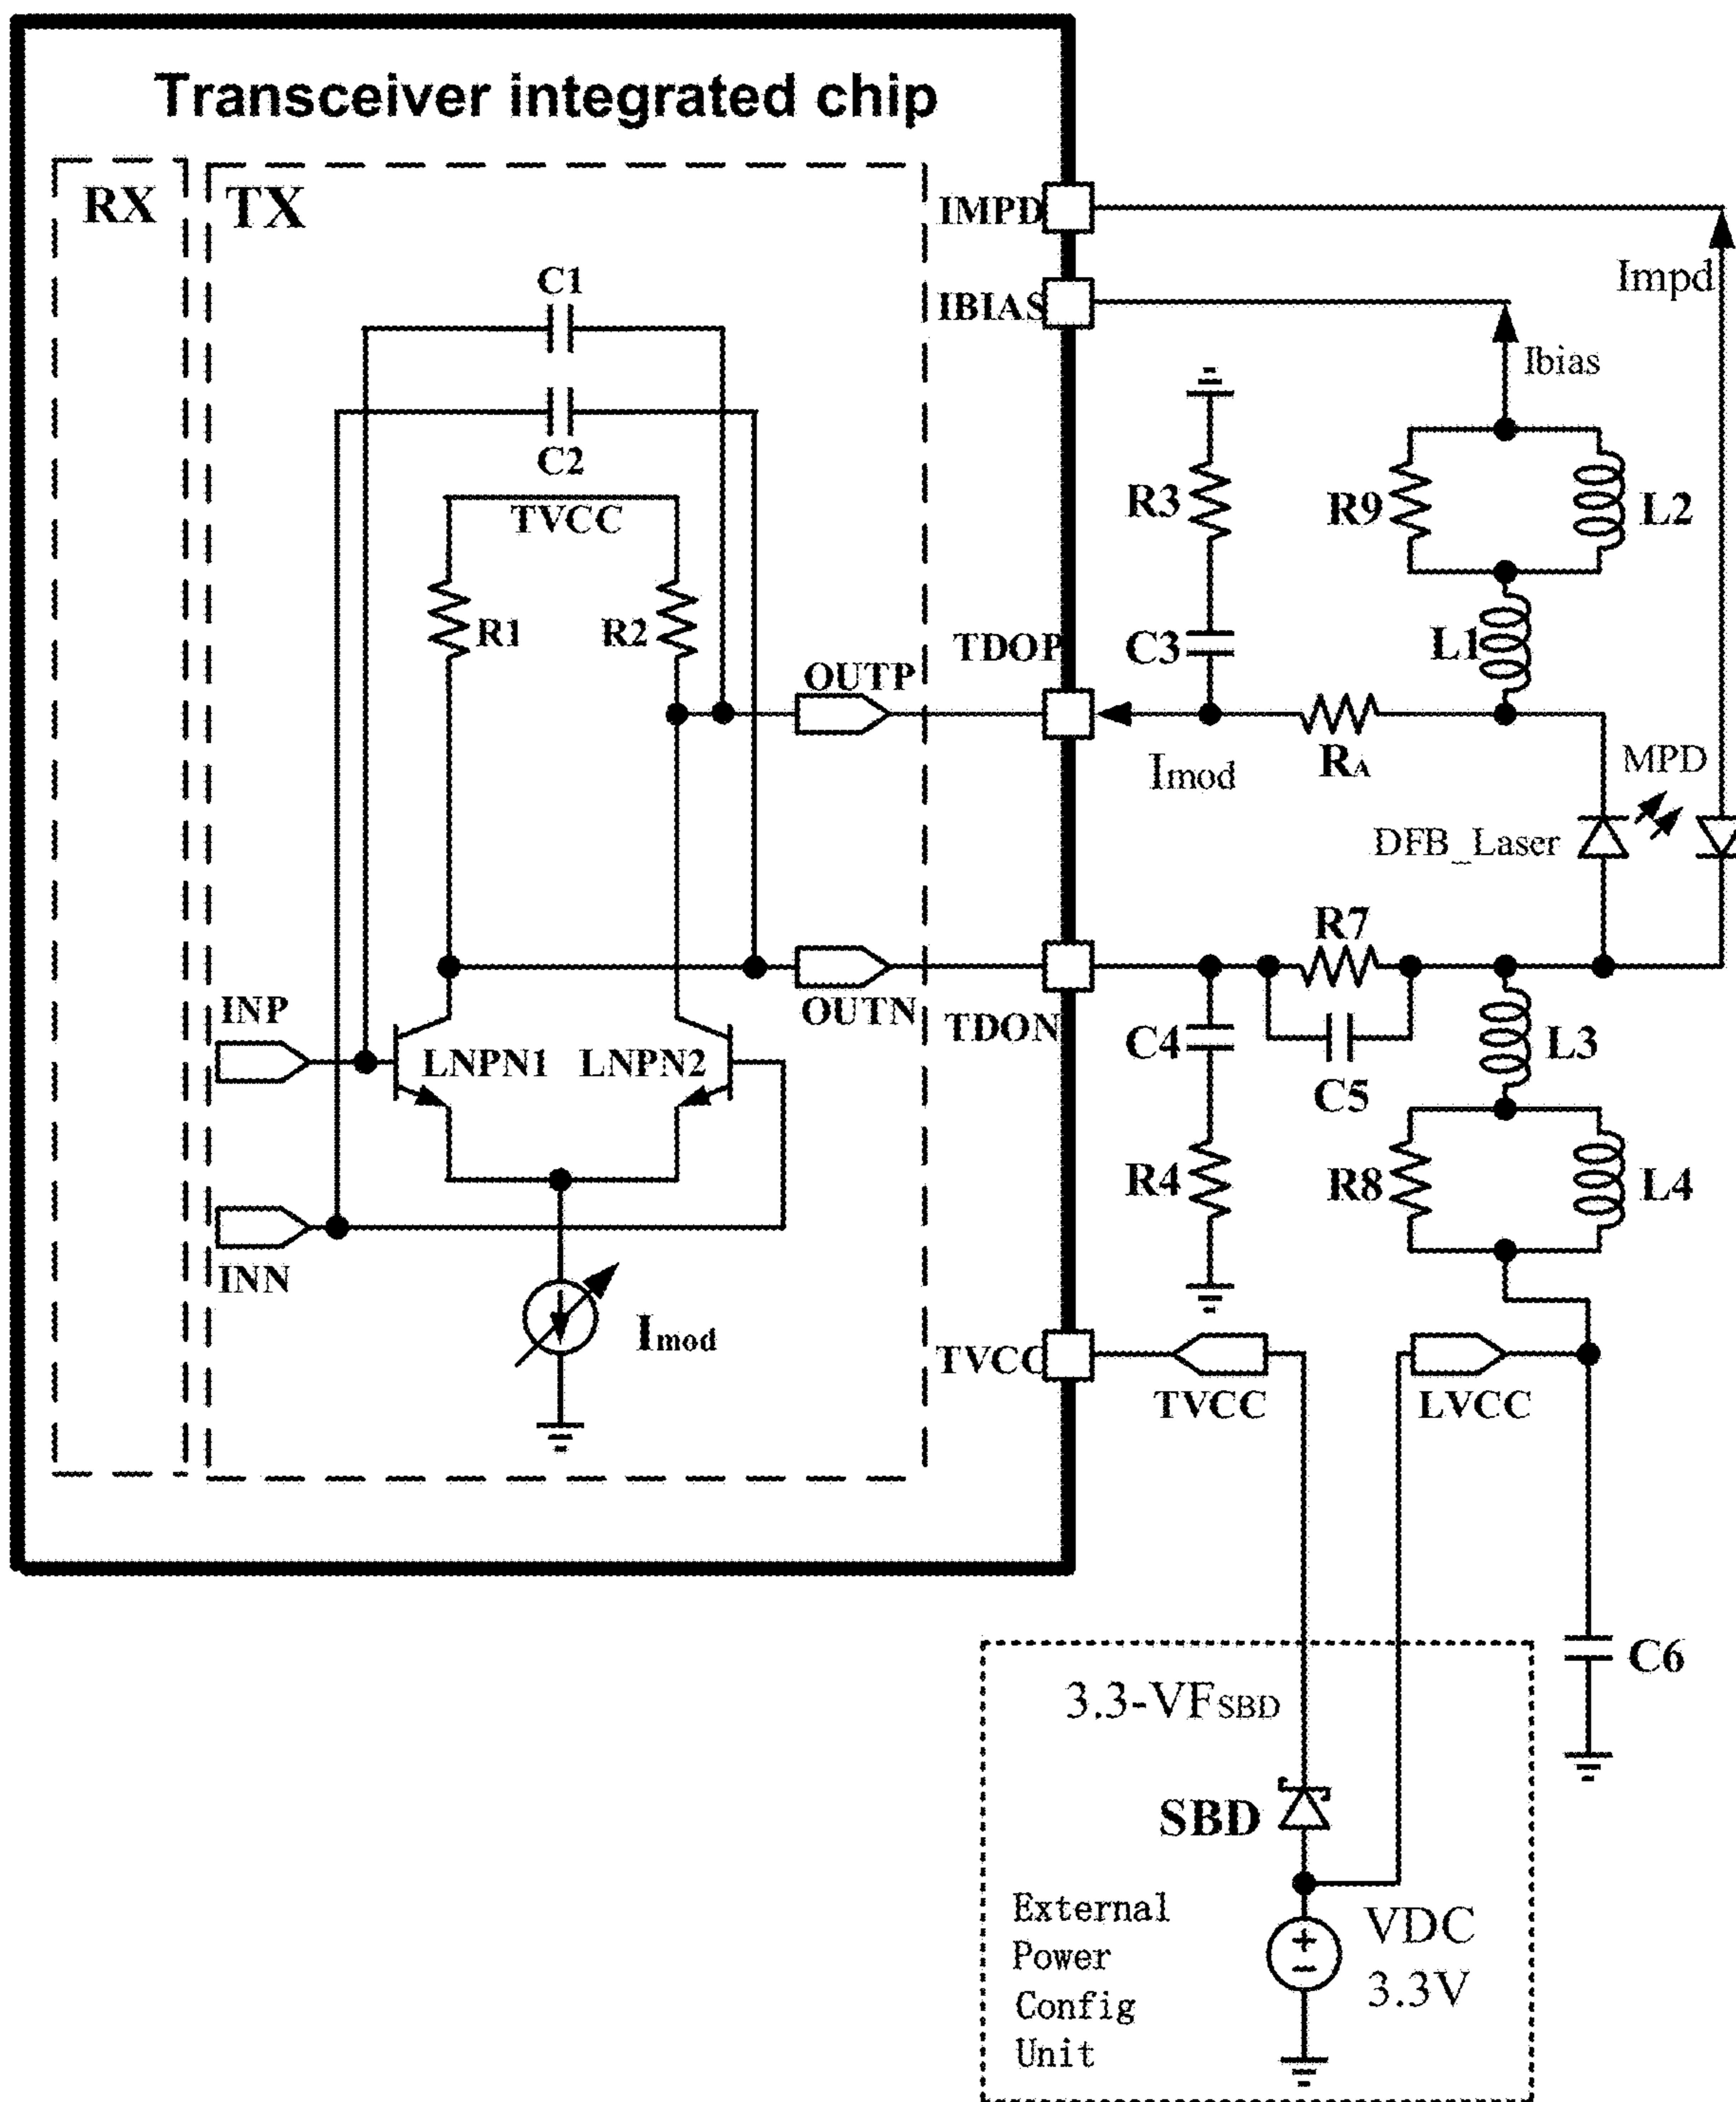 Transceiver integrated chip
RX
TX
IMPD
Impd
IBIAS
Ibias
C1
C2
TVCC
R1
R2
R3
R9
L2
C3
L1
TDOP
OUTP
Imod
RA
MPD
DFB_Laser
R7
OUTN
TDON
INP
LNPN1
LNPN2
C4
C5
L3
R4
R8
L4
INN
Imod
TVCC
TVCC
LVCC
C6
3.3-VFSBD
SBD
External
Power
Config
Unit
VDC
3.3V